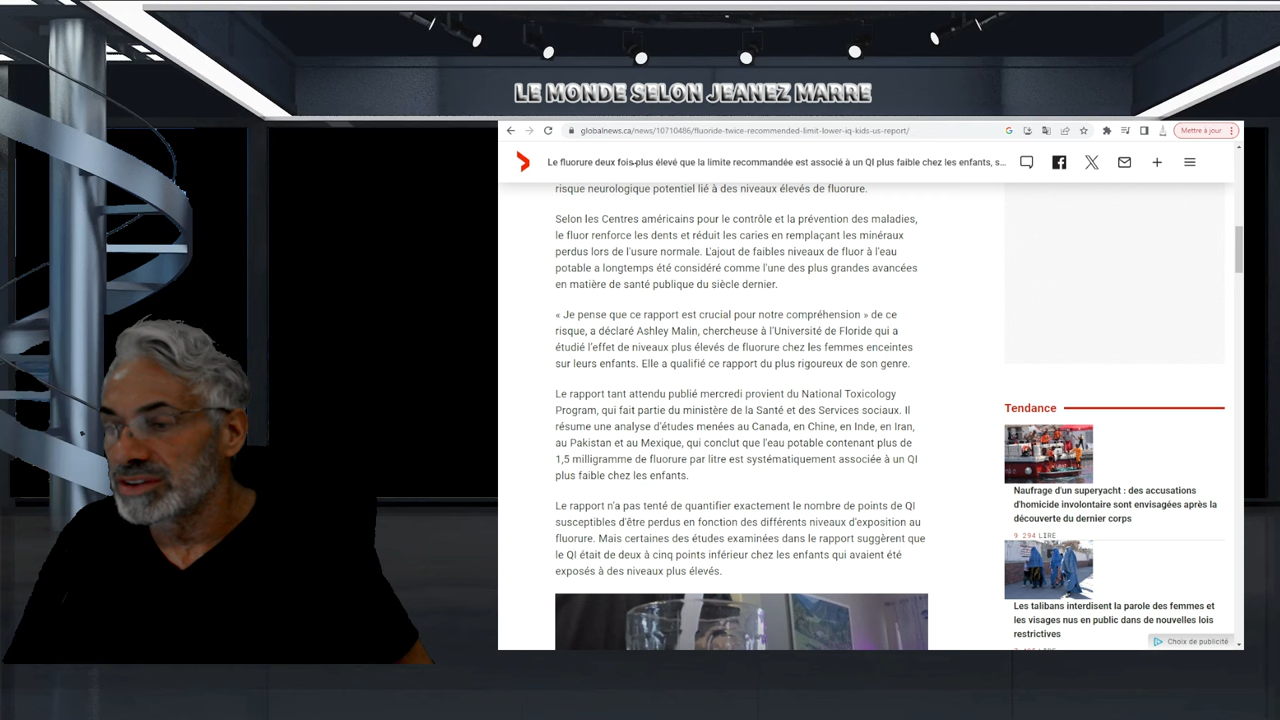 LE MONDE SELON JEANEZ MARRE
globalnews.ca/news/10710486/fluoride-twice-recommended-limit-lower-iq-kids-us-report/
Mettre à jour
Le fluorure deux fois plus élevé que la limite recommandée est associé à un QI plus faible chez les enfants, s...
risque neurologique potentiel lié à des niveaux élevés de fluorure.
Selon les Centres américains pour le contrôle et la prévention des maladies,
le fluor renforce les dents et réduit les caries en remplaçant les minéraux
perdus lors de l'usure normale. L'ajout de faibles niveaux de fluor à l'eau
potable a longtemps été considéré comme l'une des plus grandes avancées
en matière de santé publique du siècle dernier.
« Je pense que ce rapport est crucial pour notre compréhension » de ce
risque, a déclaré Ashley Malin, chercheuse à l'Université de Floride qui a
étudié l'effet de niveaux plus élevés de fluorure chez les femmes enceintes
sur leurs enfants. Elle a qualifié ce rapport du plus rigoureux de son genre.
Le rapport tant attendu publié mercredi provient du National Toxicology
Program, qui fait partie du ministère de la Santé et des Services sociaux. Il
résume une analyse d'études menées au Canada, en Chine, en Inde, en Iran,
au Pakistan et au Mexique, qui conclut que l'eau potable contenant plus de
1,5 milligramme de fluorure par litre est systématiquement associée à un QI
plus faible chez les enfants.
Le rapport n'a pas tenté de quantifier exactement le nombre de points de QI
susceptibles d'être perdus en fonction des différents niveaux d'exposition au
fluorure. Mais certaines des études examinées dans le rapport suggèrent que
le QI était de deux à cinq points inférieur chez les enfants qui avaient été
exposés à des niveaux plus élevés.
Tendance
Naufrage d'un superyacht : des accusations
d'homicide involontaire sont envisagées après la
découverte du dernier corps
9 294 LIRE
Les talibans interdisent la parole des femmes et
les visages nus en public dans de nouvelles lois
restrictives
Choix de publicité